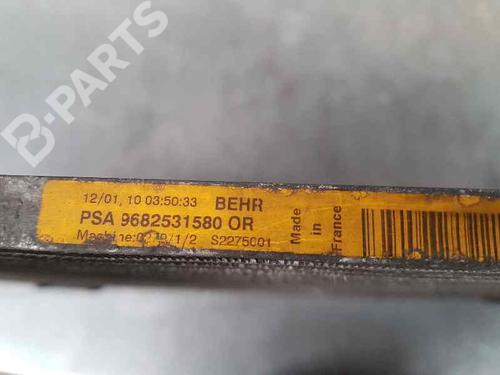 B-PARTS
12/01, 10 03:50:33 BEHR
PSA 9682531580 OR
S2275001
Made in France